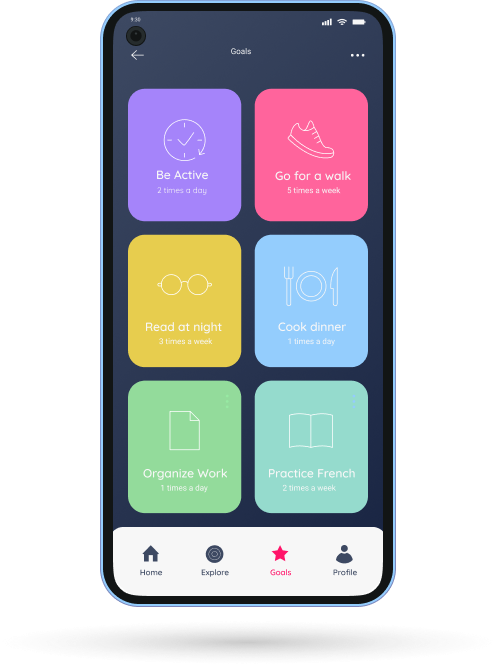 9:30
Goals
Be Active
2 times a day
Go for a walk
5 times a week
Read at night
3 times a week
Cook dinner
1 times a day
Organize Work
1 times a day
Practice French
2 times a week
Home
Explore
Goals
Profile